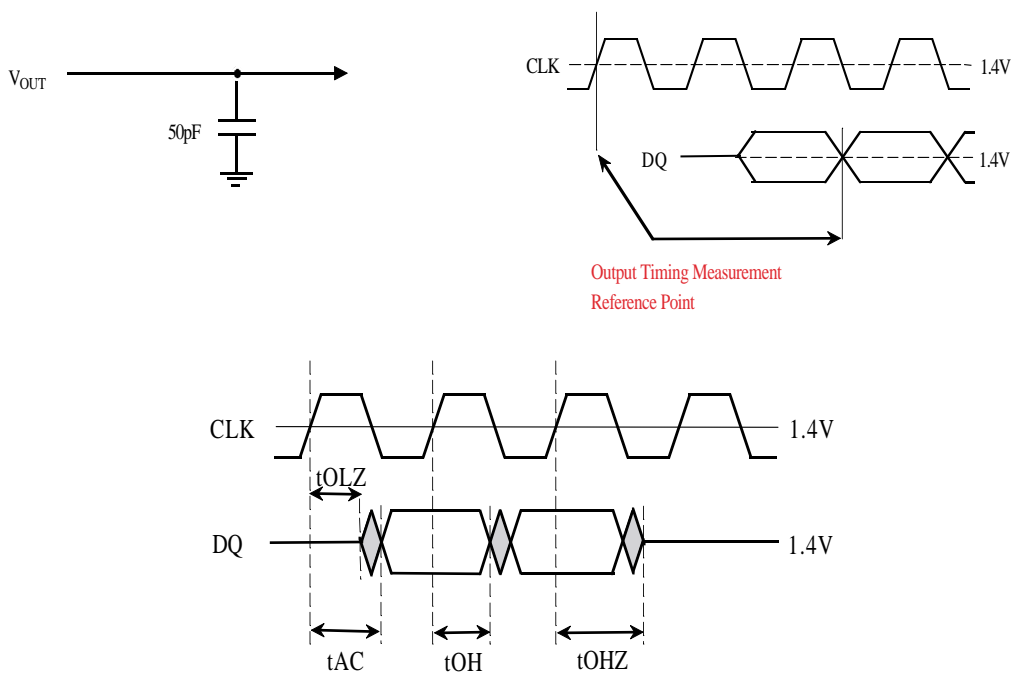 V_OUT
50pF
CLK
1.4V
DQ
1.4V
Output Timing Measurement
Reference Point
CLK
1.4V
tOLZ
DQ
1.4V
tAC
tOH
tOHZ